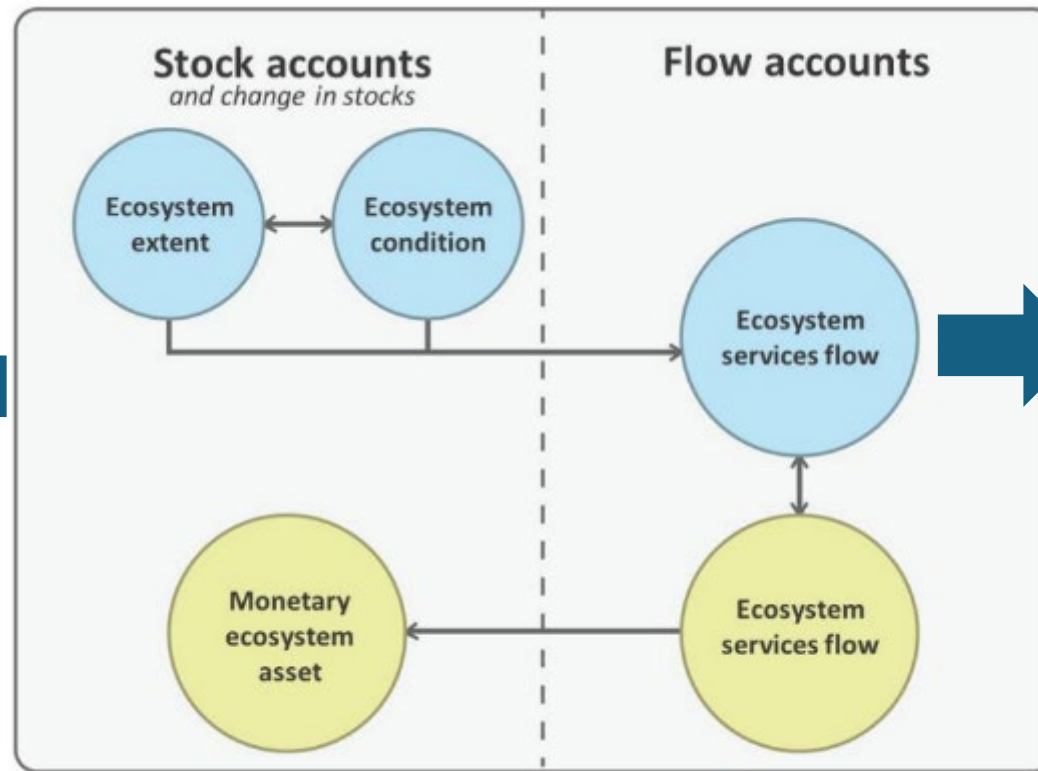 Stock accounts
and change in stocks
Flow accounts
Ecosystem
extent
Ecosystem
condition
Ecosystem
services flow
Monetary
ecosystem
asset
Ecosystem
services flow